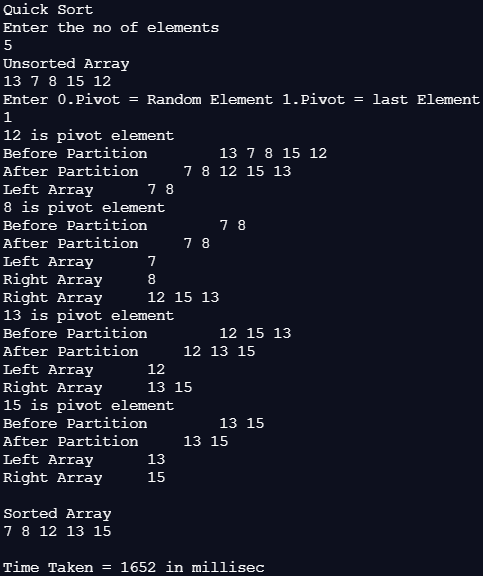 Quick Sort
Enter the no of elements
5
Unsorted Array
13 7 8 15 12
Enter 0.Pivot = Random Element 1.Pivot = last Element
1
12 is pivot element
Before Partition 13 7 8 15 12
After Partition 7 8 12 15 13
Left Array 7 8
8 is pivot element
Before Partition 7 8
After Partition 7 8
Left Array 7
Right Array 8
Right Array 12 15 13
13 is pivot element
Before Partition 12 15 13
After Partition 12 13 15
Left Array 12
Right Array 13 15
15 is pivot element
Before Partition 13 15
After Partition 13 15
Left Array 13
Right Array 15
Sorted Array
7 8 12 13 15
Time Taken = 1652 in millisec